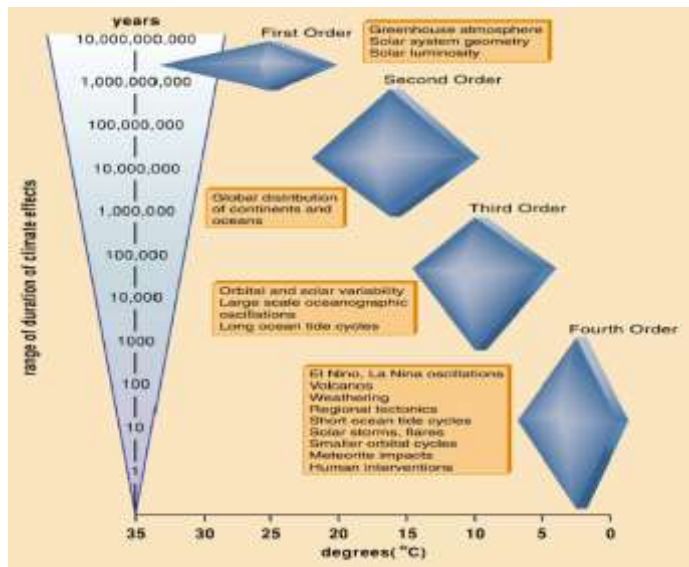 years
10,000,000,000
1,000,000,000
100,000,000
10,000,000
1,000,000
100,000
10,000
1000
100
10
1
range of duration of climate effects
First Order
Greenhouse atmosphere
Solar system geometry
Solar luminosity
Second Order
Global distribution
of continents and
oceans
Third Order
Orbital and solar variability
Large scale oceanographic
oscillations
Long ocean tide cycles
Fourth Order
El Nino, La Nina oscillations
Volcanos
Weathering
Regional tectonics
Short ocean tide cycles
Solar storms, flares
Smaller orbital cycles
Meteorite impacts
Human interventions
35 30 25 20 15 10 5 0
degrees(°C)